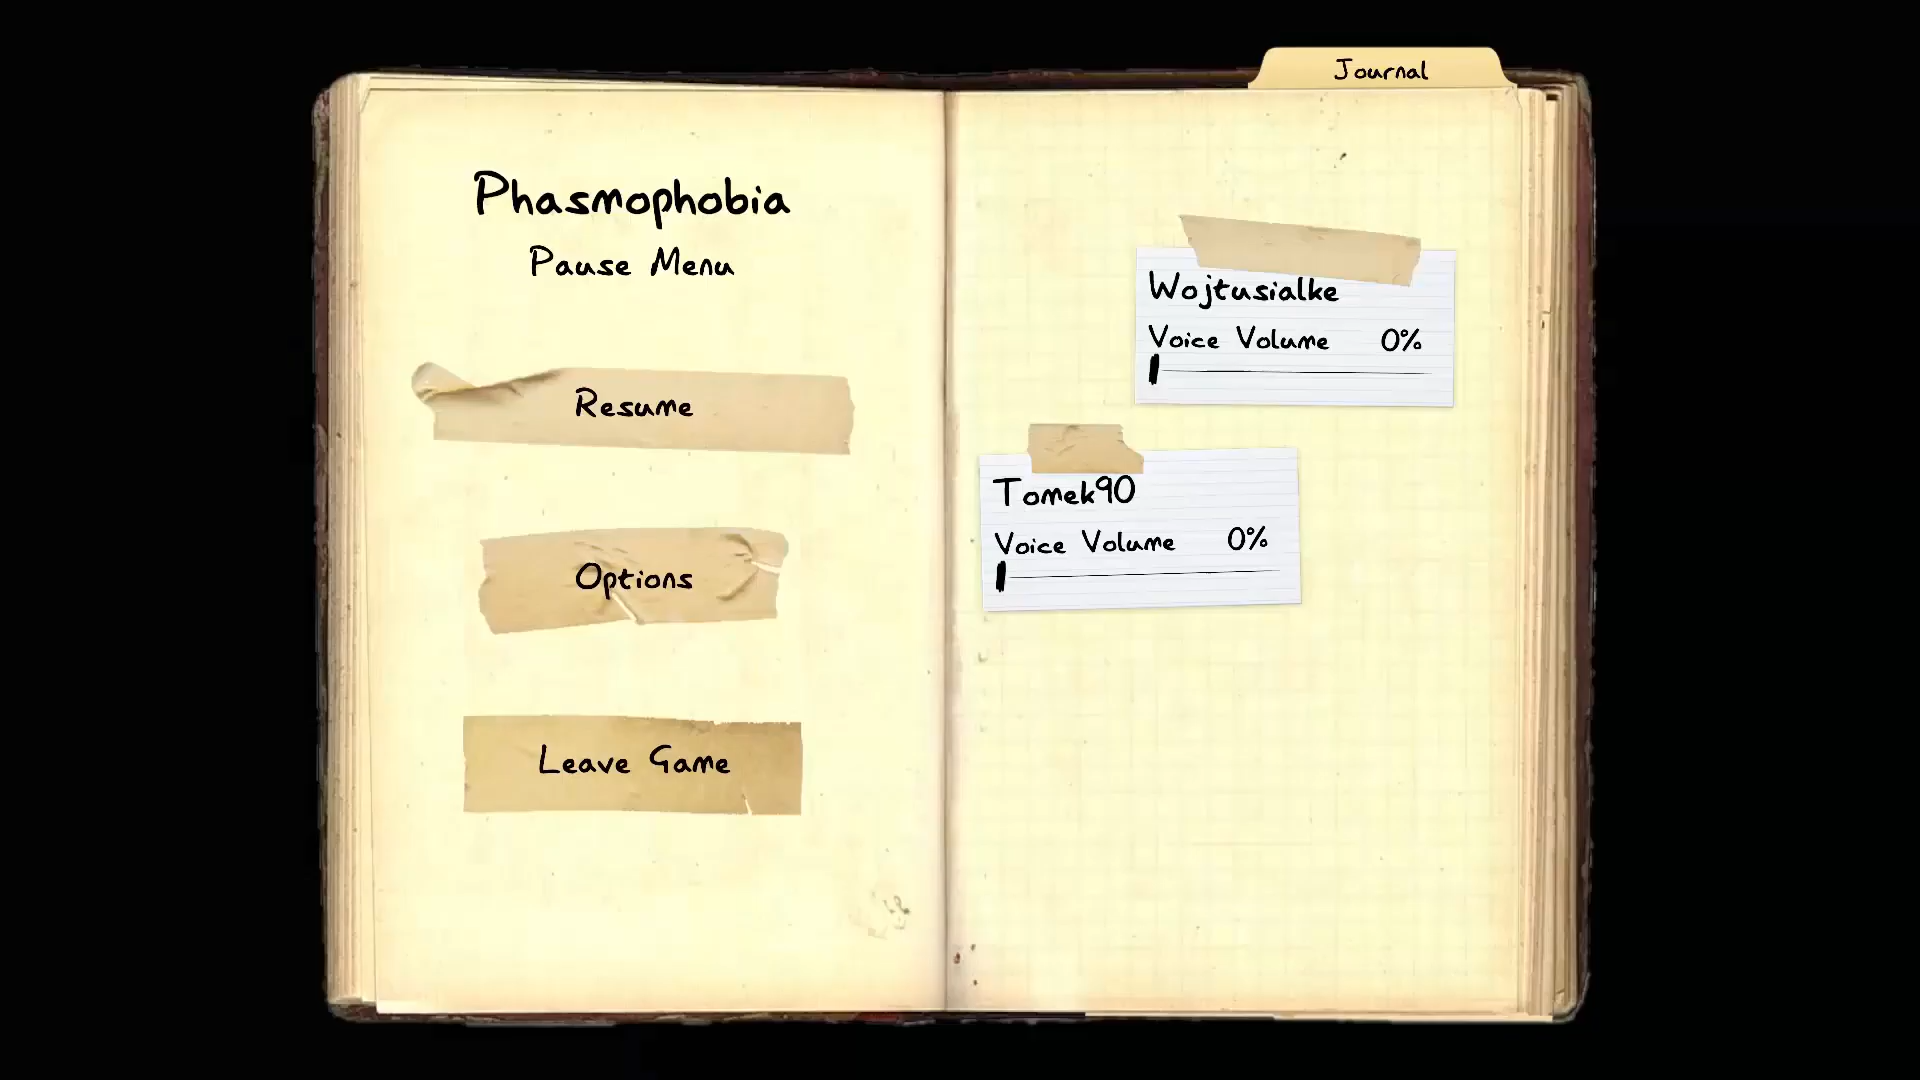 Journal
Phasmophobia
Pause Menu
Resume
Options
Leave Game
Wojtusialke
Voice Volume 0%
Tomek90
Voice Volume 0%